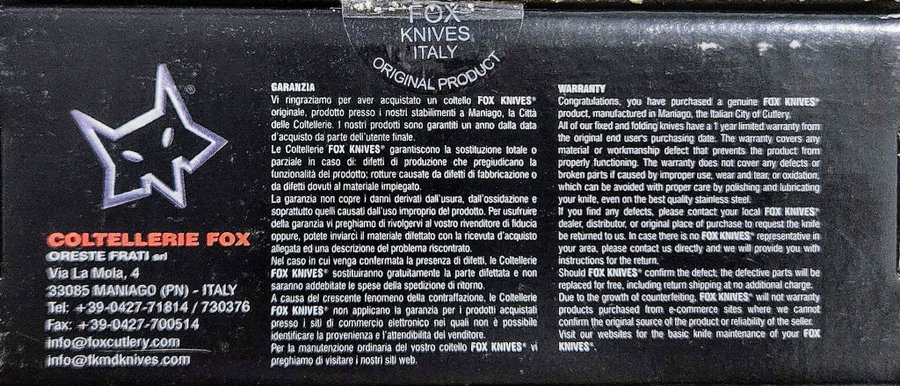 FOX
KNIVES
ITALY
ORIGINAL PRODUCT
®
COLTELLERIE FOX
ORESTE FRATI srl
Via La Mola, 4
33085 MANIAGO (PN) - ITALY
Tel: +39-0427-71814 / 730376
Fax: +39-0427-700514
info@foxcutlery.com
info@fkmdknives.com
GARANZIA
Vi ringraziamo per aver acquistato un coltello FOX KNIVES®
originale, prodotto presso i nostri stabilimenti a Maniago, la Città
delle Coltellerie. I nostri prodotti sono garantiti un anno dalla data
d'acquisto da parte dell'utente finale.
Le Coltellerie FOX KNIVES® garantiscono la sostituzione totale o
parziale in caso di: difetti di produzione che pregiudicano la
funzionalità del prodotto; rotture causate da difetti di fabbricazione o
da difetti dovuti al materiale impiegato.
La garanzia non copre i danni derivati dall'usura, dall'ossidazione e
soprattutto quelli causati dall'uso improprio del prodotto. Per usufruire
della garanzia vi preghiamo di rivolgervi al vostro rivenditore di fiducia
oppure, potete inviarci il materiale difettato con la ricevuta d'acquisto
allegata ed una descrizione del problema riscontrato.
Nel caso in cui venga confermata la presenza di difetti, le Coltellerie
FOX KNIVES® sostituiranno gratuitamente la parte difettata e non
saranno addebitate le spese della spedizione di ritorno.
A causa del crescente fenomeno della contraffazione, le Coltellerie
FOX KNIVES® non applicano la garanzia per i prodotti acquistati
presso i siti di commercio elettronico nei quali non è possibile
identificare la provenienza e l'attendibilità del venditore.
Per la manutenzione ordinaria del vostro coltello FOX KNIVES® vi
preghiamo di visitare i nostri siti web.
WARRANTY
Congratulations, you have purchased a genuine FOX KNIVES®
product, manufactured in Maniago, the Italian City of Cutlery.
All of our fixed and folding knives have a 1 year limited warranty from
the original end users's purchasing date. The warranty covers any
material or workmanship defect that prevents the product from
properly functioning. The warranty does not cover any defects or
broken parts if caused by improper use, wear and tear, or oxidation,
which can be avoided with proper care by polishing and lubricating
your knife, even on the best quality stainless steel.
If you find any defects, please contact your local FOX KNIVES®
dealer, distributor, or original place of purchase to request the knife
be returned to us. In case there is no FOX KNIVES® representative in
your area, please contact us directly and we will provide you with
instructions for the return.
Should FOX KNIVES® confirm the defect; the defective parts will be
replaced for free, including return shipping at no additional charge.
Due to the growth of counterfeiting, FOX KNIVES® will not warranty
products purchased from e-commerce sites where we cannot
confirm the original source of the product or reliability of the seller.
Visit our websites for the basic knife maintenance of your FOX
KNIVES®.